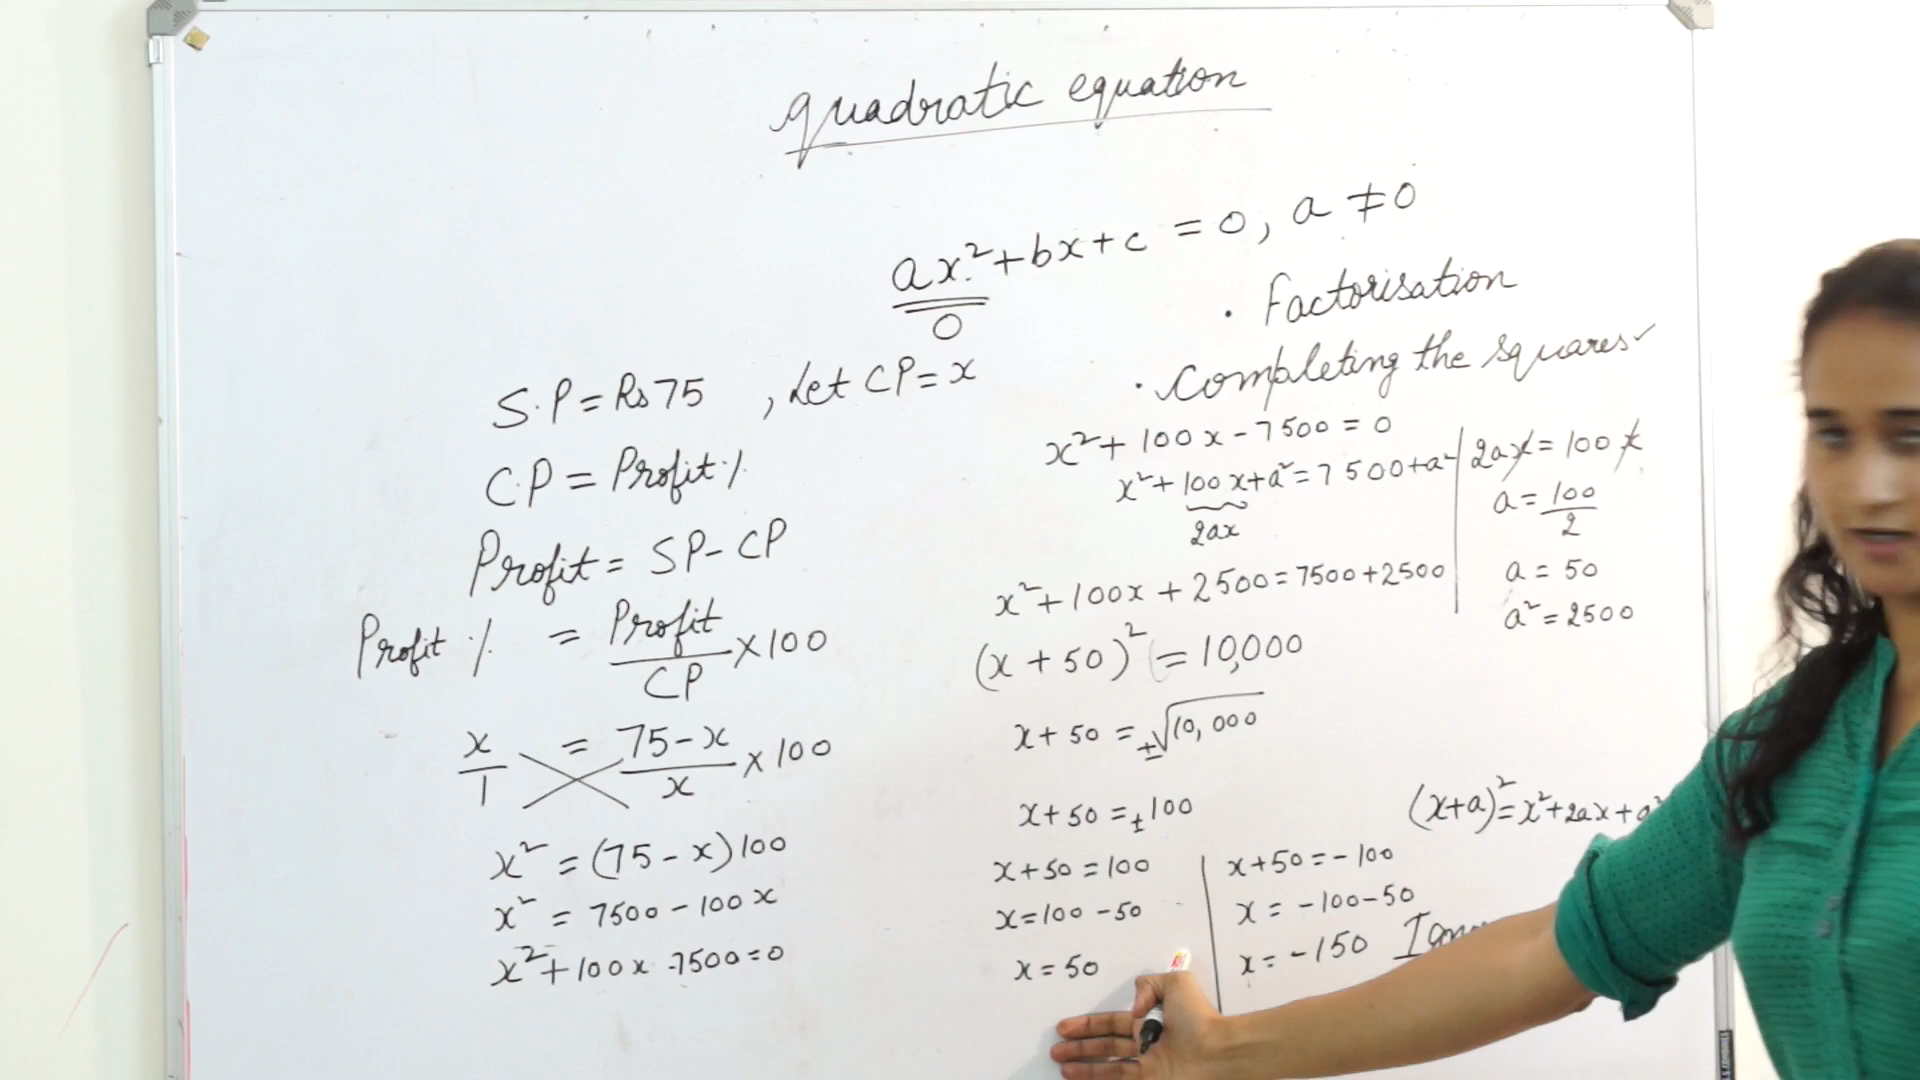 quadratic equation
ax²+bx+c = 0, a ≠ 0
0
· Factorisation
· Completing the squares ✓
S.P = Rs 75 , Let CP = x
C.P = Profit %
Profit = SP - CP
Profit % = Profit/CP × 100
x/1 = 75-x/x × 100
x² = (75-x)100
x² = 7500 - 100x
x²+100x-7500=0
x²+100x-7500=0
x²+100x+a²=7500+a²
2ax
x²+100x+2500=7500+2500
(x+50)² = 10,000
x+50 = ±√10,000
x+50 = ±100
x+50 = 100
x=100-50
x=50
2ax = 100x
a = 100/2
a = 50
a² = 2500
(x+a)²=x²+2ax+a²
x+50=-100
x = -100-50
x = -150